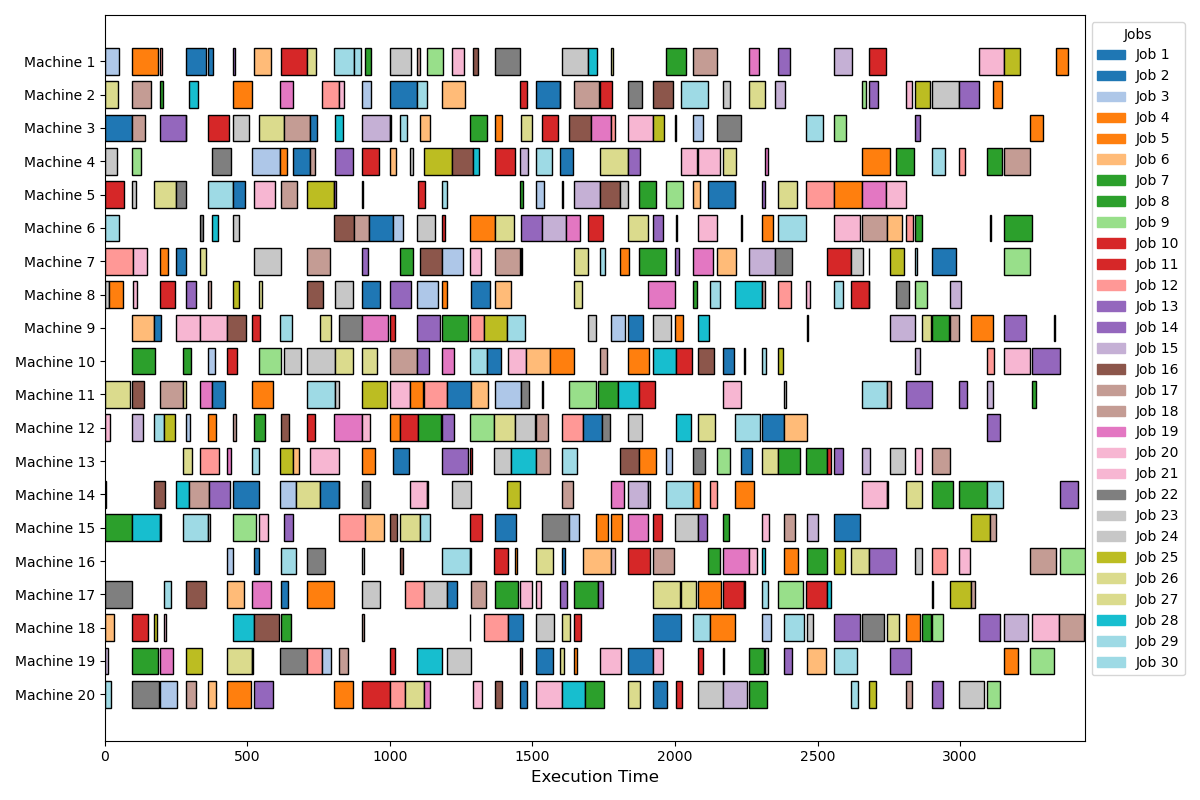 Machine 1
Machine 2
Machine 3
Machine 4
Machine 5
Machine 6
Machine 7
Machine 8
Machine 9
Machine 10
Machine 11
Machine 12
Machine 13
Machine 14
Machine 15
Machine 16
Machine 17
Machine 18
Machine 19
Machine 20
0 500 1000 1500 2000 2500 3000
Execution Time
Jobs
Job 1
Job 2
Job 3
Job 4
Job 5
Job 6
Job 7
Job 8
Job 9
Job 10
Job 11
Job 12
Job 13
Job 14
Job 15
Job 16
Job 17
Job 18
Job 19
Job 20
Job 21
Job 22
Job 23
Job 24
Job 25
Job 26
Job 27
Job 28
Job 29
Job 30